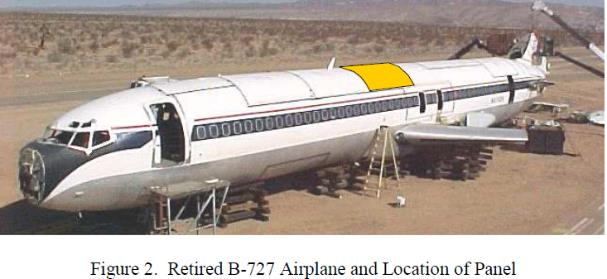 Figure 2.  Retired B-727 Airplane and Location of Panel